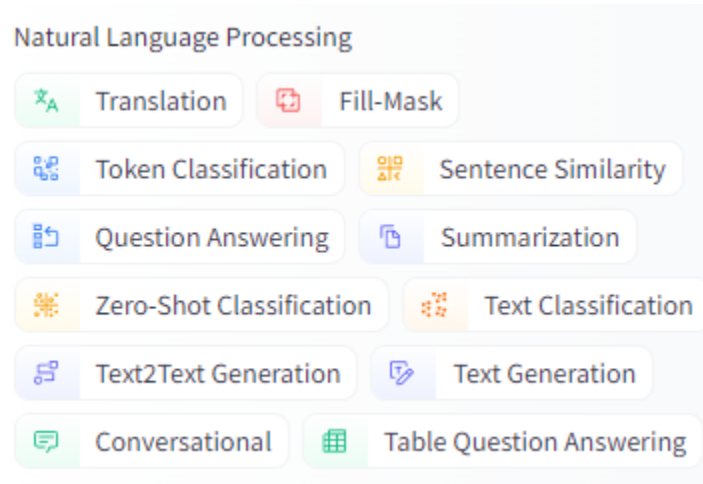 Natural Language Processing
Translation Fill-Mask
Token Classification Sentence Similarity
Question Answering Summarization
Zero-Shot Classification Text Classification
Text2Text Generation Text Generation
Conversational Table Question Answering